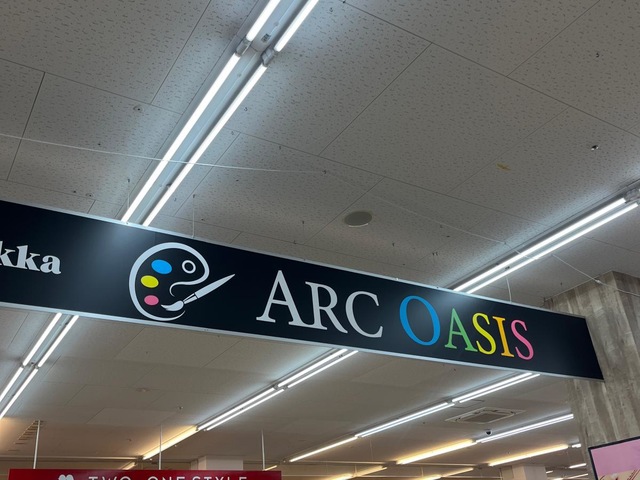 kka
ARC OASIS
TWO-ONE STYLE